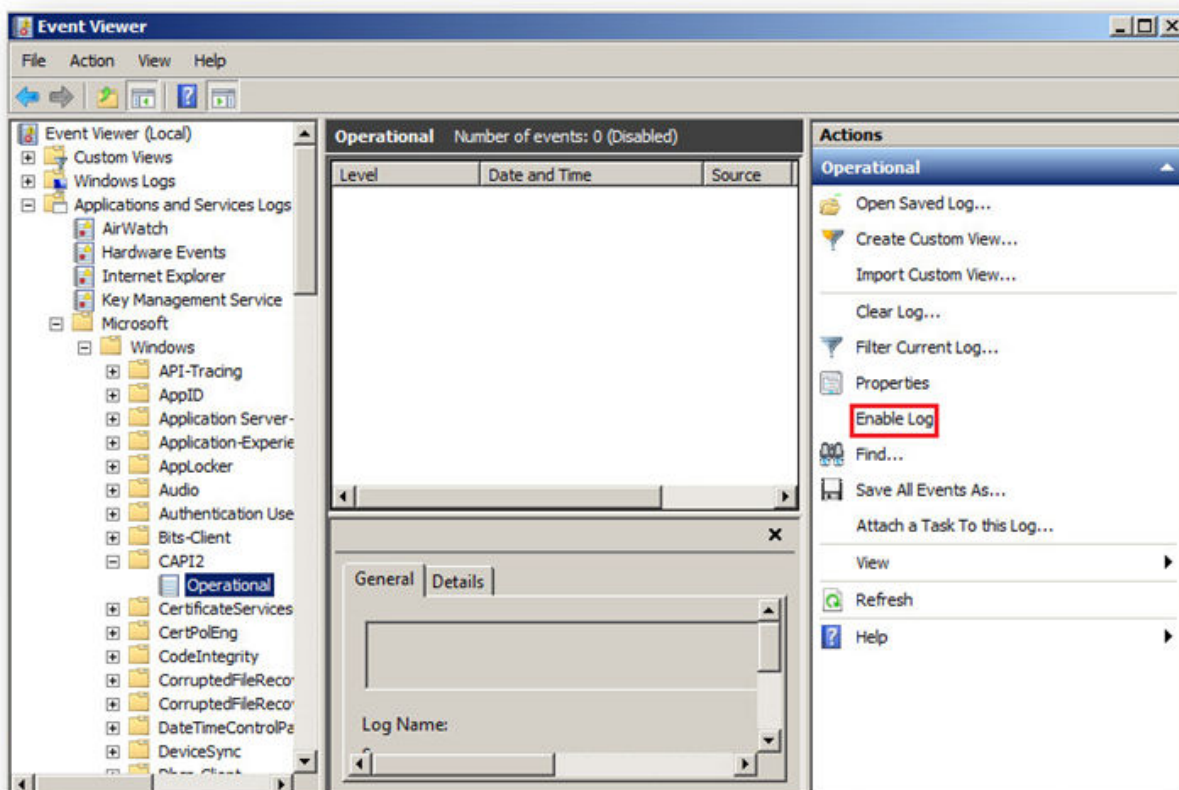 Event Viewer
File Action View Help
Event Viewer (Local)
Custom Views
Windows Logs
Applications and Services Logs
AirWatch
Hardware Events
Internet Explorer
Key Management Service
Microsoft
Windows
API-Tracing
AppID
Application Server-
Application-Experie
AppLocker
Audio
Authentication Use
Bits-Client
CAPI2
Operational
CertificateServices
CertPolEng
CodeIntegrity
CorruptedFileReco
CorruptedFileReco
DateTimeControlPa
DeviceSync
Operational Number of events: 0 (Disabled)
Level Date and Time Source
General Details
Log Name:
Actions
Operational
Open Saved Log...
Create Custom View...
Import Custom View...
Clear Log...
Filter Current Log...
Properties
Enable Log
Find...
Save All Events As...
Attach a Task To this Log...
View
Refresh
Help